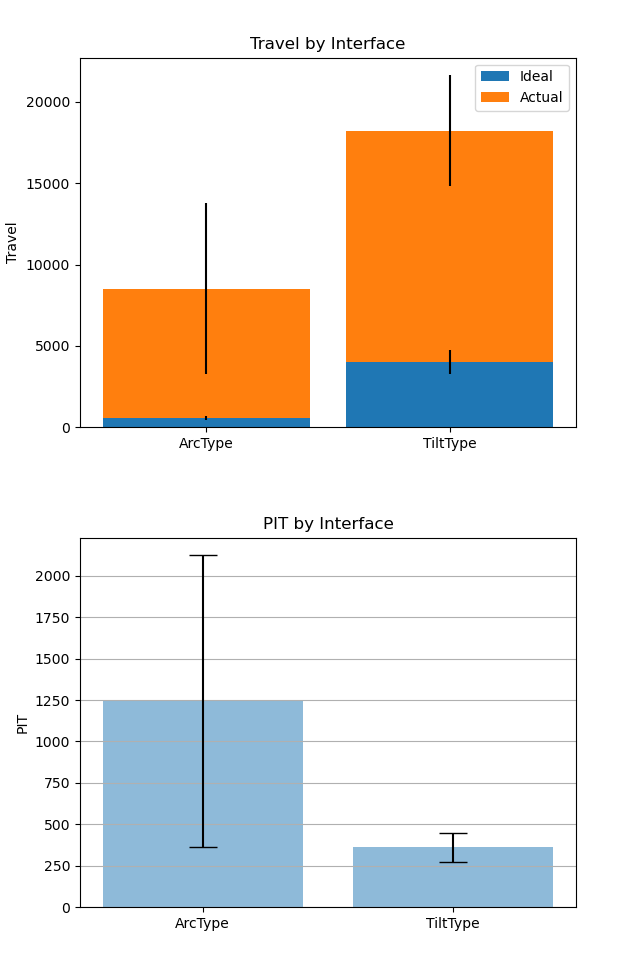 Travel by Interface
Ideal
Actual
20000
15000
10000
5000
0
Travel
ArcType
TiltType
PIT by Interface
2000
1750
1500
1250
1000
750
500
250
0
PIT
ArcType
TiltType